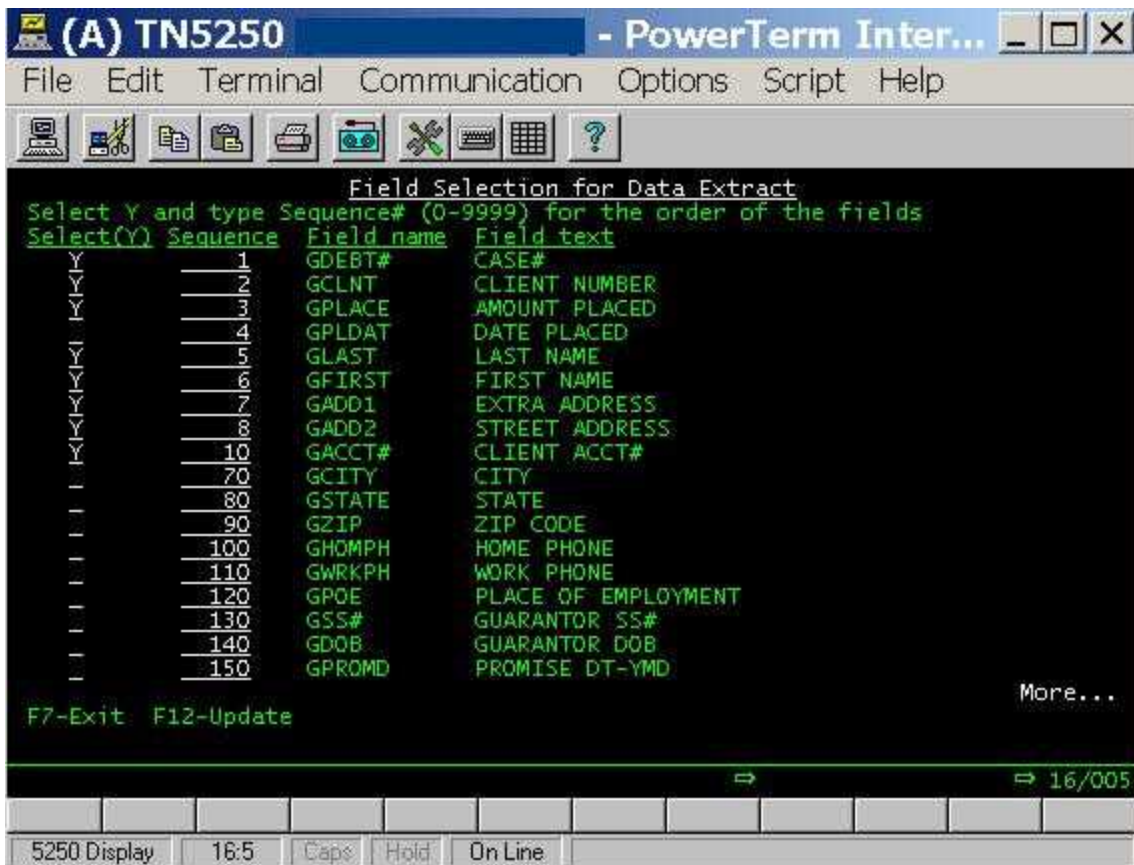 (A) TN5250 - PowerTerm Inter...
File Edit Terminal Communication Options Script Help
Field Selection for Data Extract
Select Y and type Sequence# (0-9999) for the order of the fields
Select(Y) Sequence Field name Field text
Y 1 GDEBT# CASE#
Y 2 GCLNT CLIENT NUMBER
Y 3 GPLACE AMOUNT PLACED
_ 4 GPLDAT DATE PLACED
Y 5 GLAST LAST NAME
Y 6 GFIRST FIRST NAME
Y 7 GADD1 EXTRA ADDRESS
Y 8 GADD2 STREET ADDRESS
Y 10 GACCT# CLIENT ACCT#
_ 70 GCITY CITY
_ 80 GSTATE STATE
_ 90 GZIP ZIP CODE
_ 100 GHOMPH HOME PHONE
_ 110 GWRKPH WORK PHONE
_ 120 GPOE PLACE OF EMPLOYMENT
_ 130 GSS# GUARANTOR SS#
_ 140 GDOB GUARANTOR DOB
_ 150 GPROMD PROMISE DT-YMD
More...
F7-Exit F12-Update
⇨ ⇨ 16/005
5250 Display 16:5 Caps Hold On Line